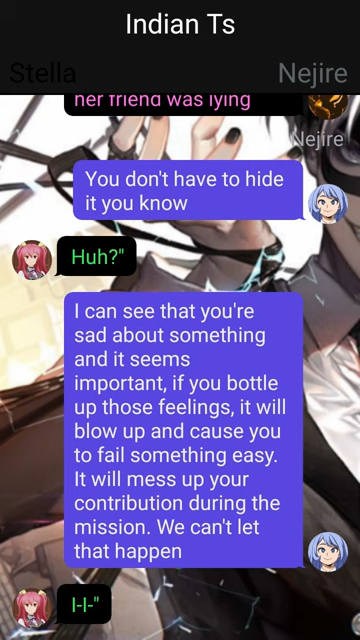 Indian Ts
Stella
Nejire
her friend was lying
Nejire
You don't have to hide
it you know
Huh?"
I can see that you're
sad about something
and it seems
important, if you bottle
up those feelings, it will
blow up and cause you
to fail something easy.
It will mess up your
contribution during the
mission. We can't let
that happen
I-I-"